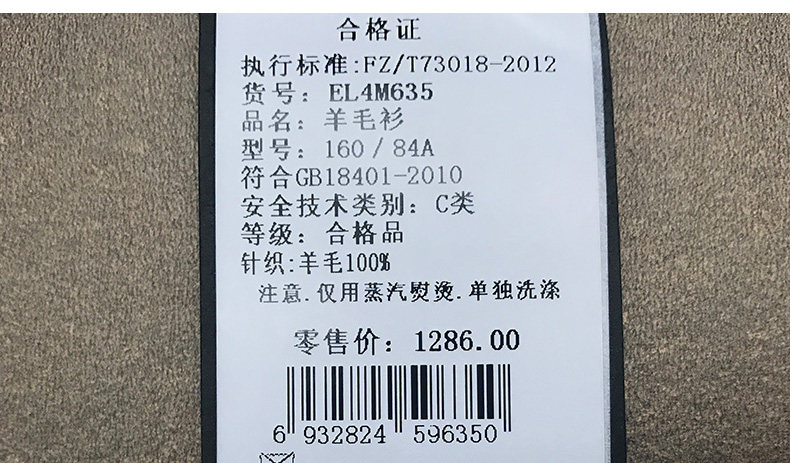 合格证
执行标准:FZ/T73018-2012
货号：EL4M635
品名：羊毛衫
型号：160/84A
符合GB18401-2010
安全技术类别：C类
等级：合格品
针织:羊毛100%
注意.仅用蒸汽熨烫.单独洗涤
零售价：1286.00
6 932824 596350